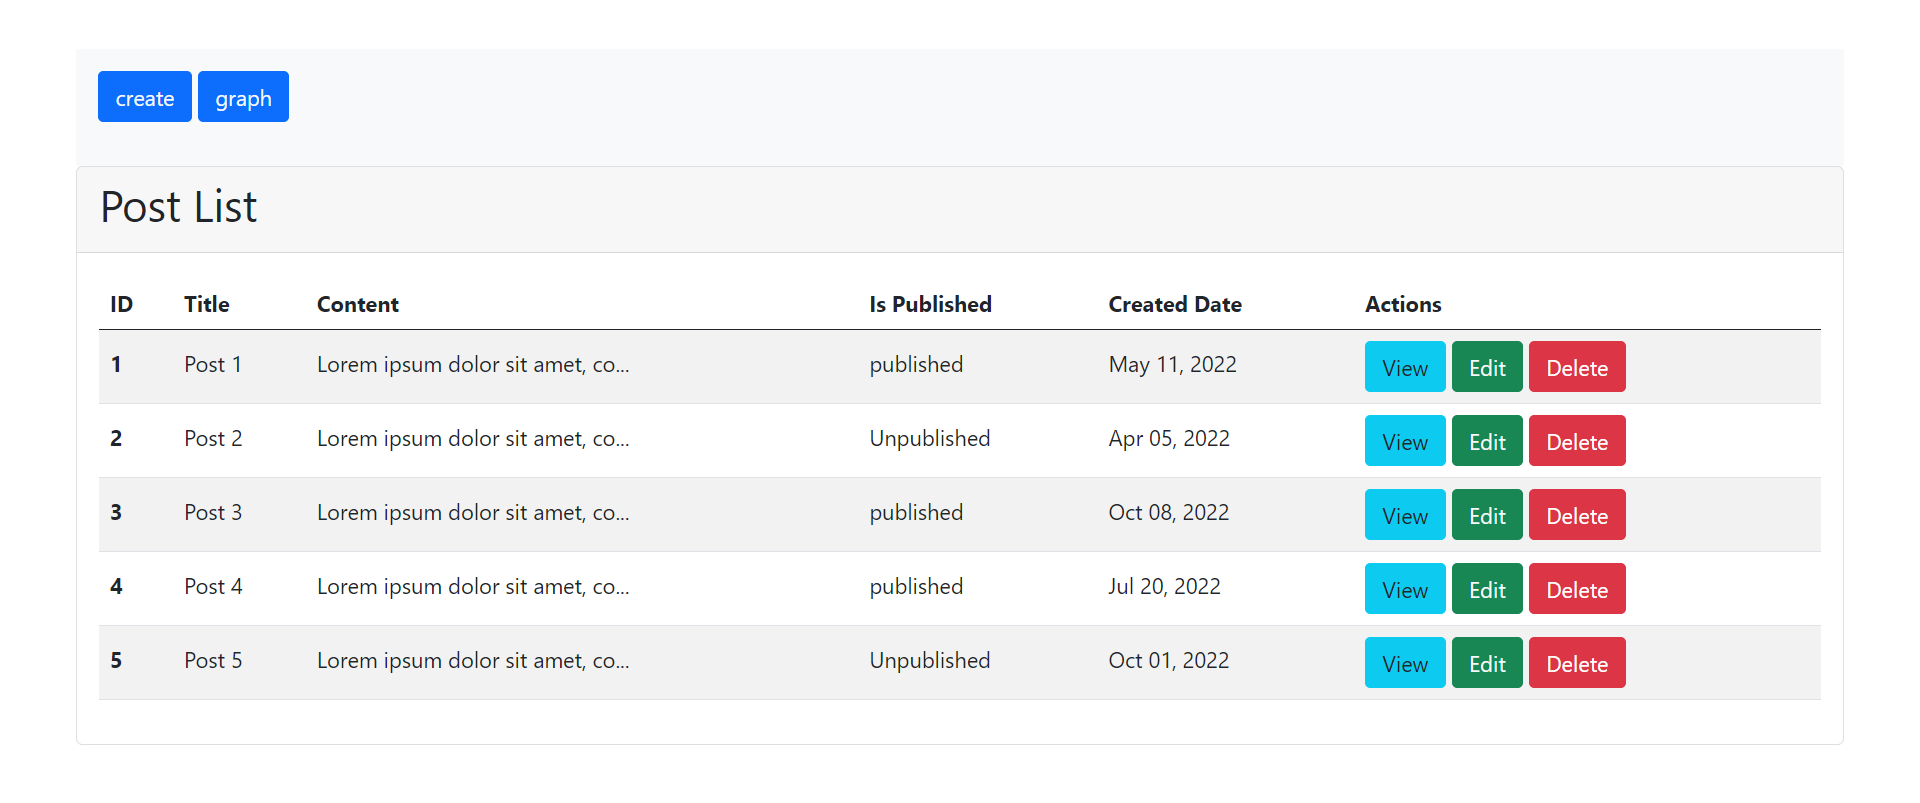 create graph
Post List
ID Title Content Is Published Created Date Actions
1 Post 1 Lorem ipsum dolor sit amet, co... published May 11, 2022 View Edit Delete
2 Post 2 Lorem ipsum dolor sit amet, co... Unpublished Apr 05, 2022 View Edit Delete
3 Post 3 Lorem ipsum dolor sit amet, co... published Oct 08, 2022 View Edit Delete
4 Post 4 Lorem ipsum dolor sit amet, co... published Jul 20, 2022 View Edit Delete
5 Post 5 Lorem ipsum dolor sit amet, co... Unpublished Oct 01, 2022 View Edit Delete